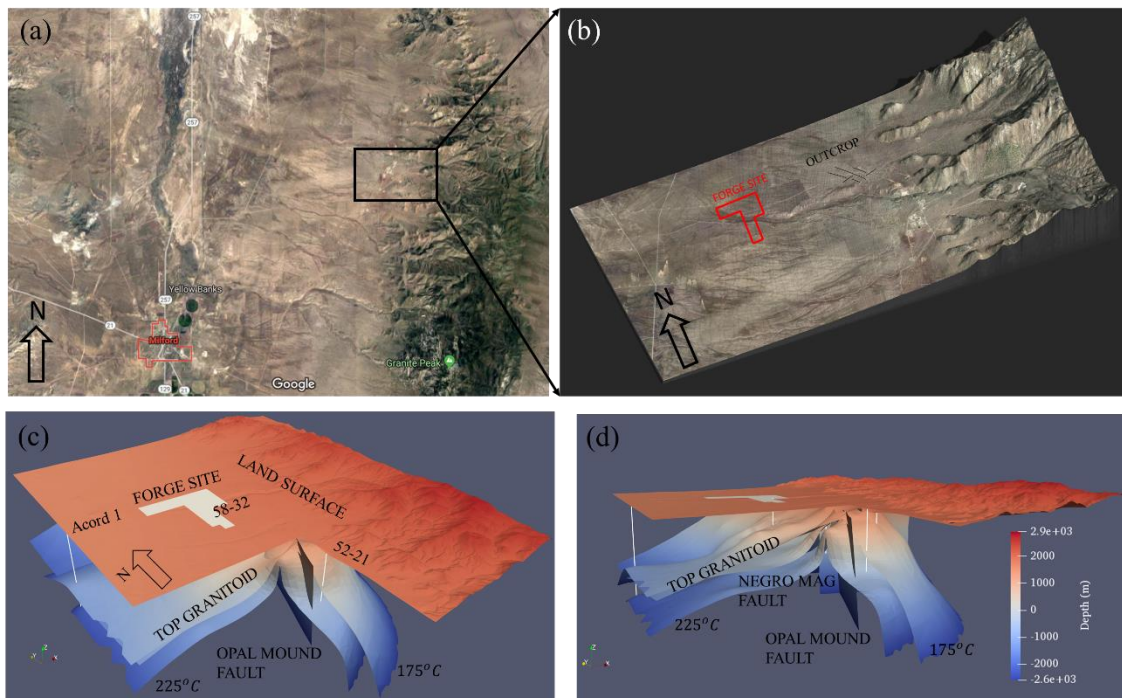 (a)
257
257
N
Yellow Banks
257
21
Milford
Granite Peak
129
21
Google
(b)
OUTCROP
FORGE SITE
N
(c)
FORGE SITE
LAND SURFACE
Acord 1
58-32
N
52-21
TOP GRANITOID
OPAL MOUND
FAULT
225°C
175°C
Z
Y
X
(d)
TOP GRANITOID
NEGRO MAG
FAULT
225°C
OPAL MOUND
FAULT
175°C
2.9e+03
2000
1000
0
-1000
-2000
-2.6e+03
Depth (m)
Z
Y
X